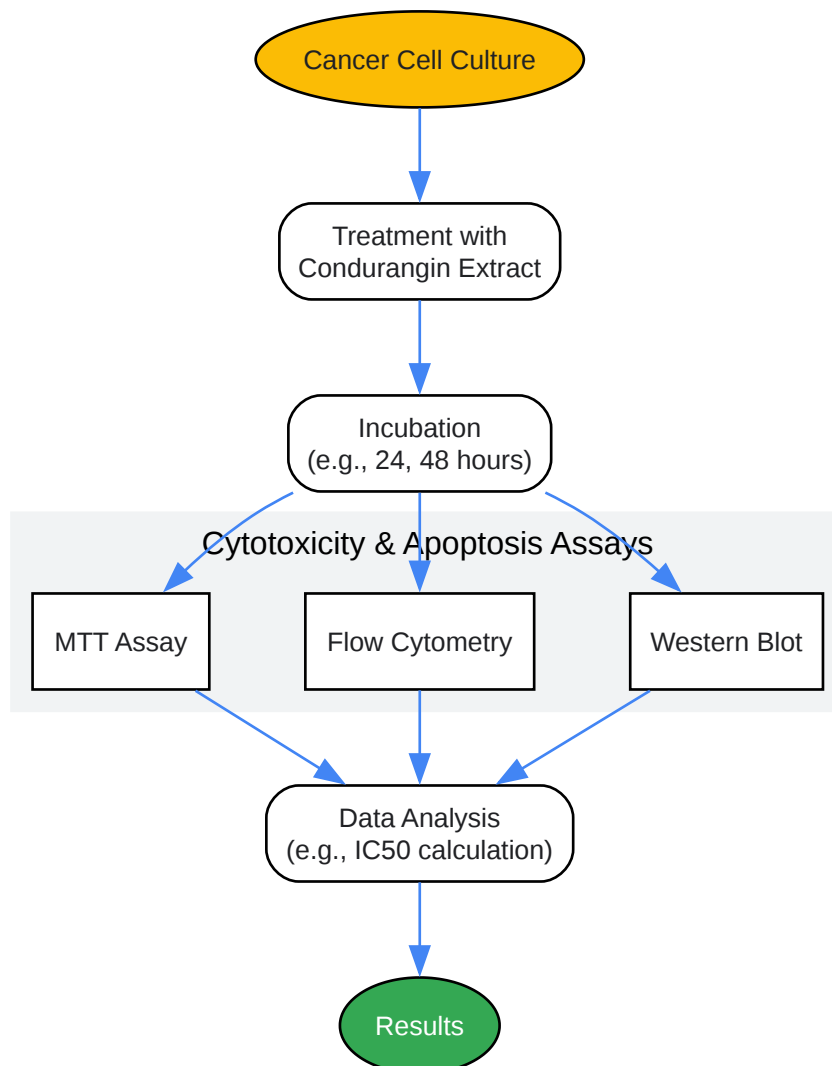 Cancer Cell Culture
Treatment with
Condurangin Extract
Incubation
(e.g., 24, 48 hours)
Cytotoxicity & Apoptosis Assays
MTT Assay
Flow Cytometry
Western Blot
Data Analysis
(e.g., IC50 calculation)
Results